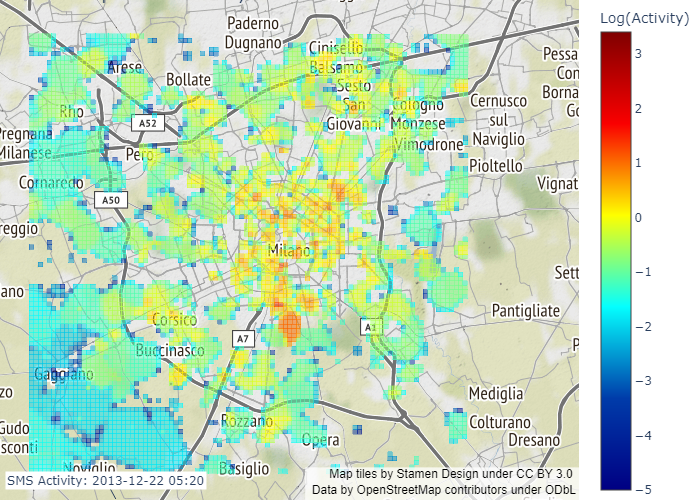 Log(Activity)
Paderno
Dugnano
Cinisello
Balsamo
Arese
Bollate
Sesto
San
Giovanni
Cologno
Monzese
Cernusco
sul
Naviglio
Pessa
Borna
Rho
A52
Pregnana
Milanese
Pero
Vimodrone
Pioltello
Cornaredo
A50
Vignat
reggio
Milano
Sett
ano
Corsico
A7
A1
Pantigliate
Buccinasco
Gaggiano
Mediglia
zo
Rozzano
Opera
Colturano
Dresano
Gudo
sconti
Noviglio
Basiglio
3
2
1
0
−1
−2
−3
−4
−5
SMS Activity: 2013-12-22 05:20
Map tiles by Stamen Design under CC BY 3.0
Data by OpenStreetMap contributors under ODbL